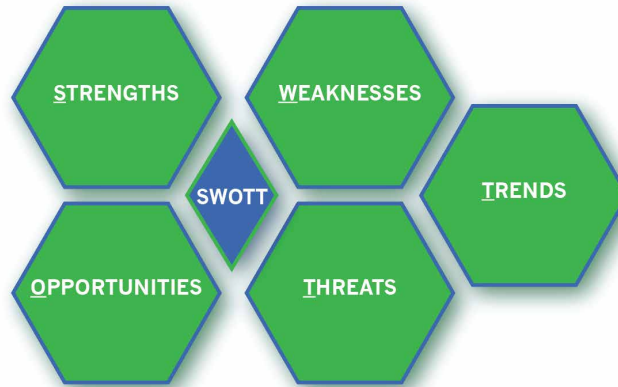 STRENGTHS
WEAKNESSES
SWOTT
TRENDS
OPPORTUNITIES
THREATS